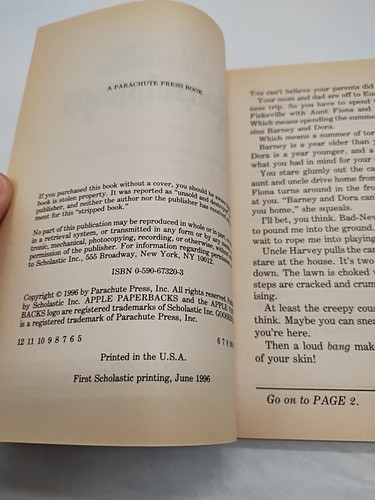 A PARACHUTE PRESS BOOK
If you purchased this book without a cover, you should be aware
book is stolen property. It was reported as "unsold and destroy
publisher, and neither the author nor the publisher has received
ment for this "stripped book."
No part of this publication may be reproduced in whole or in part,
in a retrieval system, or transmitted in any form or by any
tronic, mechanical, photocopying, recording, or otherwise, without
permission of the publisher. For information regarding permission
to Scholastic Inc., 555 Broadway, New York, NY 10012.
ISBN 0-590-67320-3
Copyright © 1996 by Parachute Press, Inc. All rights reserved.
by Scholastic Inc. APPLE PAPERBACKS and the APPLE
BACKS logo are registered trademarks of Scholastic Inc. GOOSEB
is a registered trademark of Parachute Press, Inc.
12 11 10 9 8 7 6 5 6 7 8
Printed in the U.S.A.
First Scholastic printing, June 1996
You can't believe your parents did
Your mom and dad are off to Eu
ness trip. So you have to spend
Fiskeville with Aunt Fiona and
Which means spending the summe
sins Barney and Dora.
Which means a summer of tor
Barney is a year older than y
Dora is a year younger, and a
what you had in mind for your
You stare glumly out the ca
aunt and uncle drive home from
Fiona turns around in the fro
at you. "Barney and Dora can
you home," she squeals.
I'll bet, you think. Bad-New
to pound me into the ground.
wait to rope me into playing
Uncle Harvey pulls the car
stare at the house. It's two
down. The lawn is choked
steps are cracked and crum
ising.
At least the creepy cous
think. Maybe you can snea
you're here.
Then a loud bang mak
of your skin!
Go on to PAGE 2.